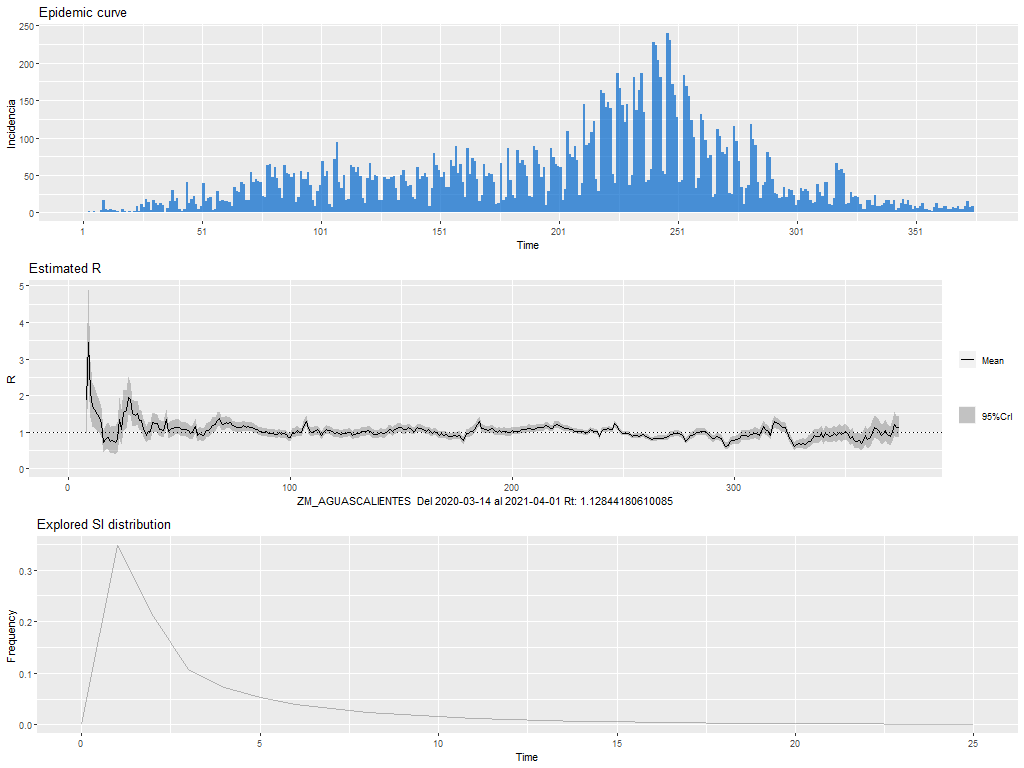 Epidemic curve
250
200
150
100
50
0
Incidencia
1 51 101 151 201 251 301 351
Time
Estimated R
5
4
3
2
1
0
R
Mean
95%CrI
0 100 200 300
ZM_AGUASCALIENTES Del 2020-03-14 al 2021-04-01 Rt: 1.12844180610085
Explored SI distribution
0.3
0.2
0.1
0.0
Frequency
0 5 10 15 20 25
Time